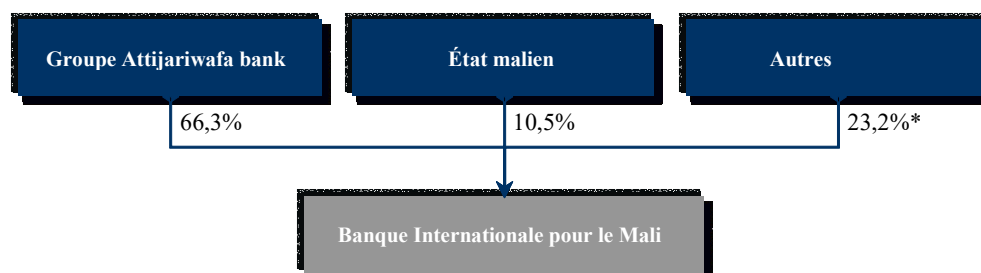 Groupe Attijariwafa bank
État malien
Autres
66,3%
10,5%
23,2%*
Banque Internationale pour le Mali